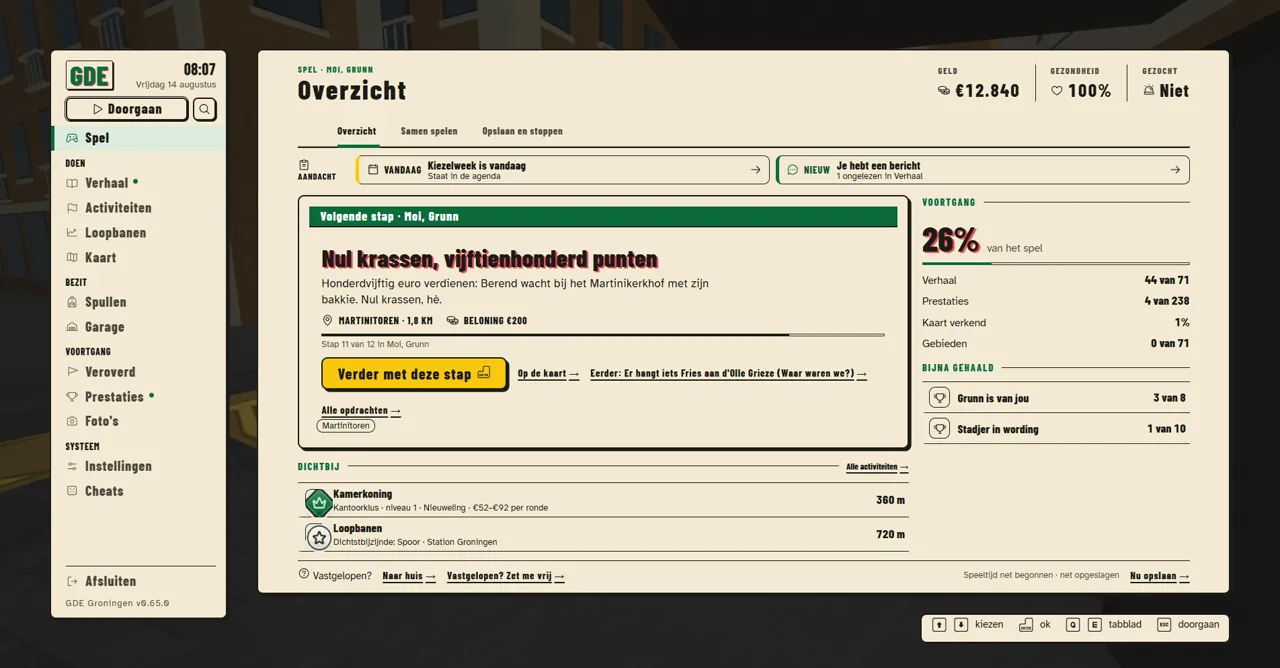 GDE
08:07
Vrijdag 14 augustus
Doorgaan
Spel
DOEN
Verhaal
Activiteiten
Loopbanen
Kaart
BEZIT
Spullen
Garage
VOORTGANG
Veroverd
Prestaties
Foto's
SYSTEEM
Instellingen
Cheats
Afsluiten
GDE Groningen v0.65.0
SPEL · MOI, GRUNN
Overzicht
GELD
€12.840
GEZONDHEID
100%
GEZOCHT
Niet
Overzicht Samen spelen Opslaan en stoppen
AANDACHT
VANDAAG
Kiezelweek is vandaag
Staat in de agenda →
NIEUW
Je hebt een bericht
1 ongelezen in Verhaal →
Volgende stap · Moi, Grunn
Nul krassen, vijftienhonderd punten
Honderdvijftig euro verdienen: Berend wacht bij het Martinikerkhof met zijn
bakkie. Nul krassen, hè.
MARTINITOREN · 1,8 KM BELONING €200
Stap 11 van 12 in Moi, Grunn
Verder met deze stap ENTER
Op de kaart →
Eerder: Er hangt iets Fries aan d'Olle Grieze (Waar waren we?) →
Alle opdrachten →
Martinitoren
VOORTGANG
26% van het spel
Verhaal 44 van 71
Prestaties 4 van 238
Kaart verkend 1%
Gebieden 0 van 71
BIJNA GEHAALD
Grunn is van jou 3 van 8
Stadjer in wording 1 van 10
DICHTBIJ
Alle activiteiten →
Kamerkoning
Kantoorklus · niveau 1 · Nieuweling · €52–€92 per ronde
360 m
Loopbanen
Dichtstbijzijnde: Spoor · Station Groningen
720 m
Vastgelopen? Naar huis → Vastgelopen? Zet me vrij →
Speeltijd net begonnen · net opgeslagen Nu opslaan →
kiezen ENTER ok Q E tabblad ESC doorgaan